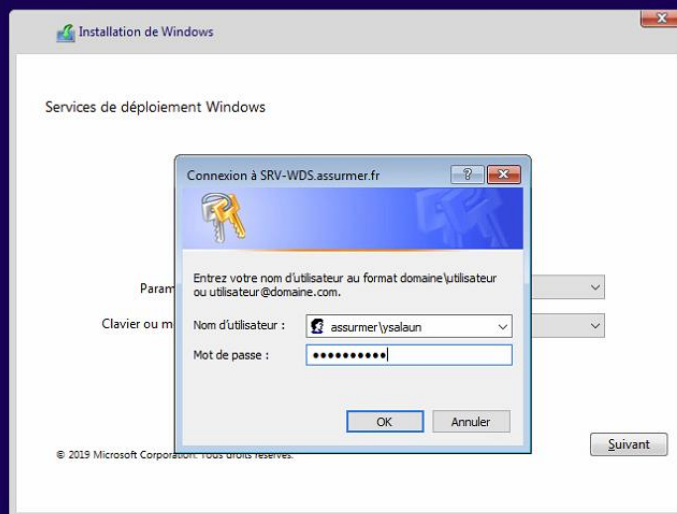 Installation de Windows
Services de déploiement Windows
Connexion à SRV-WDS.assurmer.fr
Entrez votre nom d'utilisateur au format domaine\utilisateur
ou utilisateur@domaine.com.
Param
Clavier ou m
Nom d'utilisateur : assurmer\ysalaun
Mot de passe : ••••••••••
OK Annuler
Suivant
© 2019 Microsoft Corporation. Tous droits réservés.